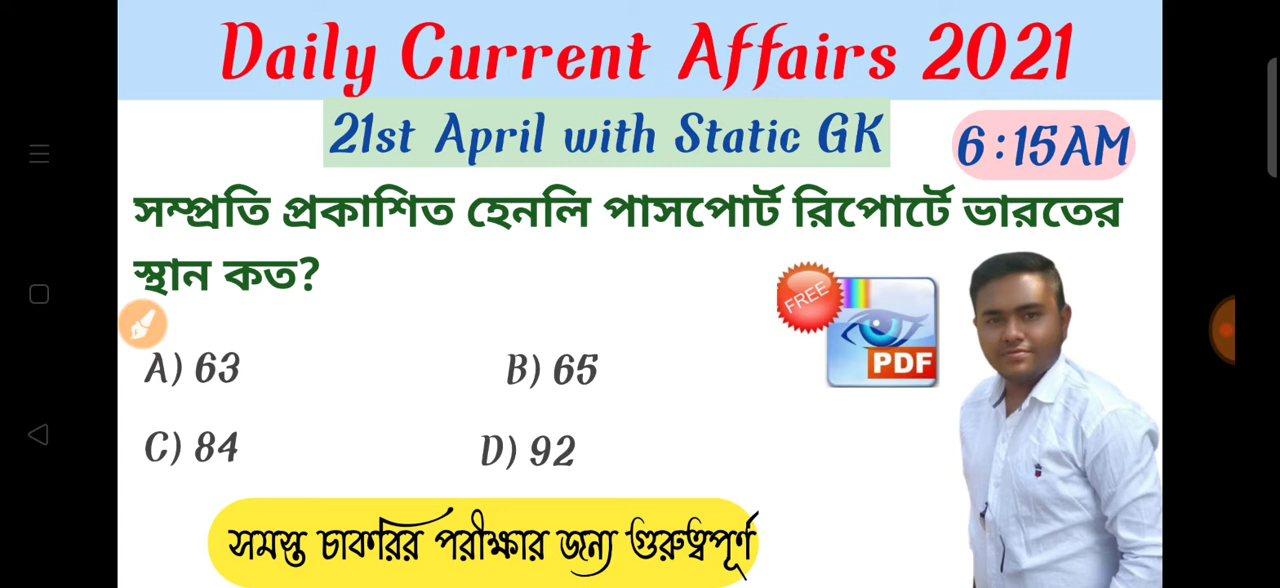 Daily Current Affairs 2021
21st April with Static GK
6:15AM
সম্প্রতি প্রকাশিত হেনলি পাসপোর্ট রিপোর্টে ভারতের
স্থান কত?
FREE
PDF
A) 63
B) 65
C) 84
D) 92
সমস্ত চাকরির পরীক্ষার জন্য গুরুত্বপূর্ণ